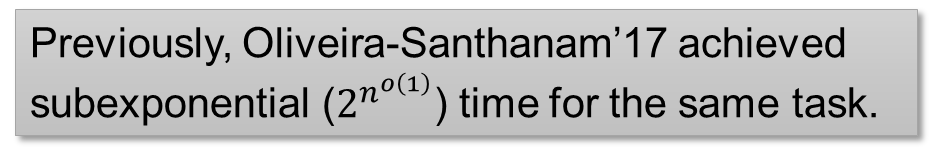 Previously, Oliveira-Santhanam’17 achieved
subexponential (2^{n^{o(1)}}) time for the same task.